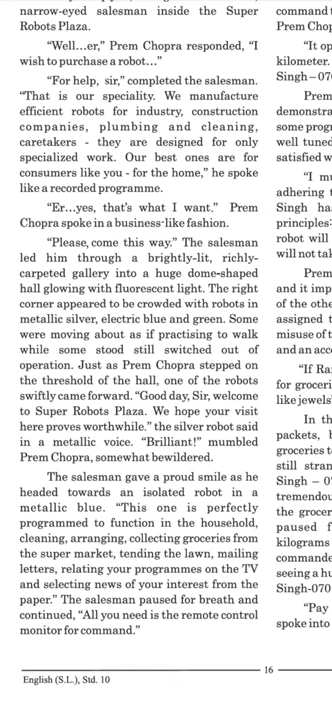 narrow-eyed salesman inside the Super
Robots Plaza.
“Well...er,” Prem Chopra responded, “I
wish to purchase a robot...”
“For help, sir,” completed the salesman.
“That is our speciality. We manufacture
efficient robots for industry, construction
companies, plumbing and cleaning,
caretakers - they are designed for only
specialized work. Our best ones are for
consumers like you - for the home,” he spoke
like a recorded programme.
“Er...yes, that’s what I want.” Prem
Chopra spoke in a business-like fashion.
“Please, come this way.” The salesman
led him through a brightly-lit, richly-
carpeted gallery into a huge dome-shaped
hall glowing with fluorescent light. The right
corner appeared to be crowded with robots in
metallic silver, electric blue and green. Some
were moving about as if practising to walk
while some stood still switched out of
operation. Just as Prem Chopra stepped on
the threshold of the hall, one of the robots
swiftly came forward. “Good day, Sir, welcome
to Super Robots Plaza. We hope your visit
here proves worthwhile.” the silver robot said
in a metallic voice. “Brilliant!” mumbled
Prem Chopra, somewhat bewildered.
The salesman gave a proud smile as he
headed towards an isolated robot in a
metallic blue. “This one is perfectly
programmed to function in the household,
cleaning, arranging, collecting groceries from
the super market, tending the lawn, mailing
letters, relating your programmes on the TV
and selecting news of your interest from the
paper.” The salesman paused for breath and
continued, “All you need is the remote control
monitor for command.”
command
Prem Chop
“It op
kilometer.
Singh – 07
Prem
demonstra
some progr
well tuned
satisfied w
“I mu
adhering t
Singh ha
principles:
robot will
will not tak
Prem
and it imp
of the othe
assigned t
misuse of t
and an acc
“If Ra
for groceri
like jewels
In th
packets, b
groceries t
still stran
Singh – 0
tremendou
the grocer
paused f
kilograms
commande
seeing a hu
Singh-070
“Pay
spoke into
16
English (S.L.), Std. 10